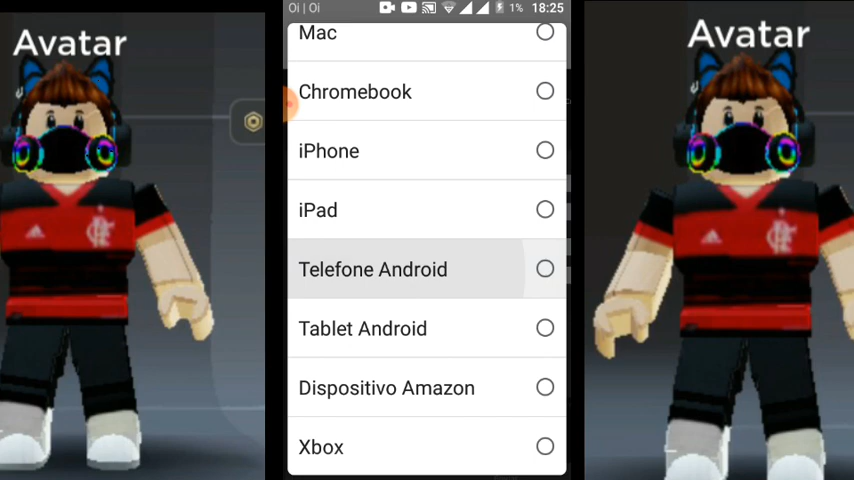 Avatar
Oi | Oi
1% 18:25
Mac
Chromebook
iPhone
iPad
Telefone Android
Tablet Android
Dispositivo Amazon
Xbox
Avatar